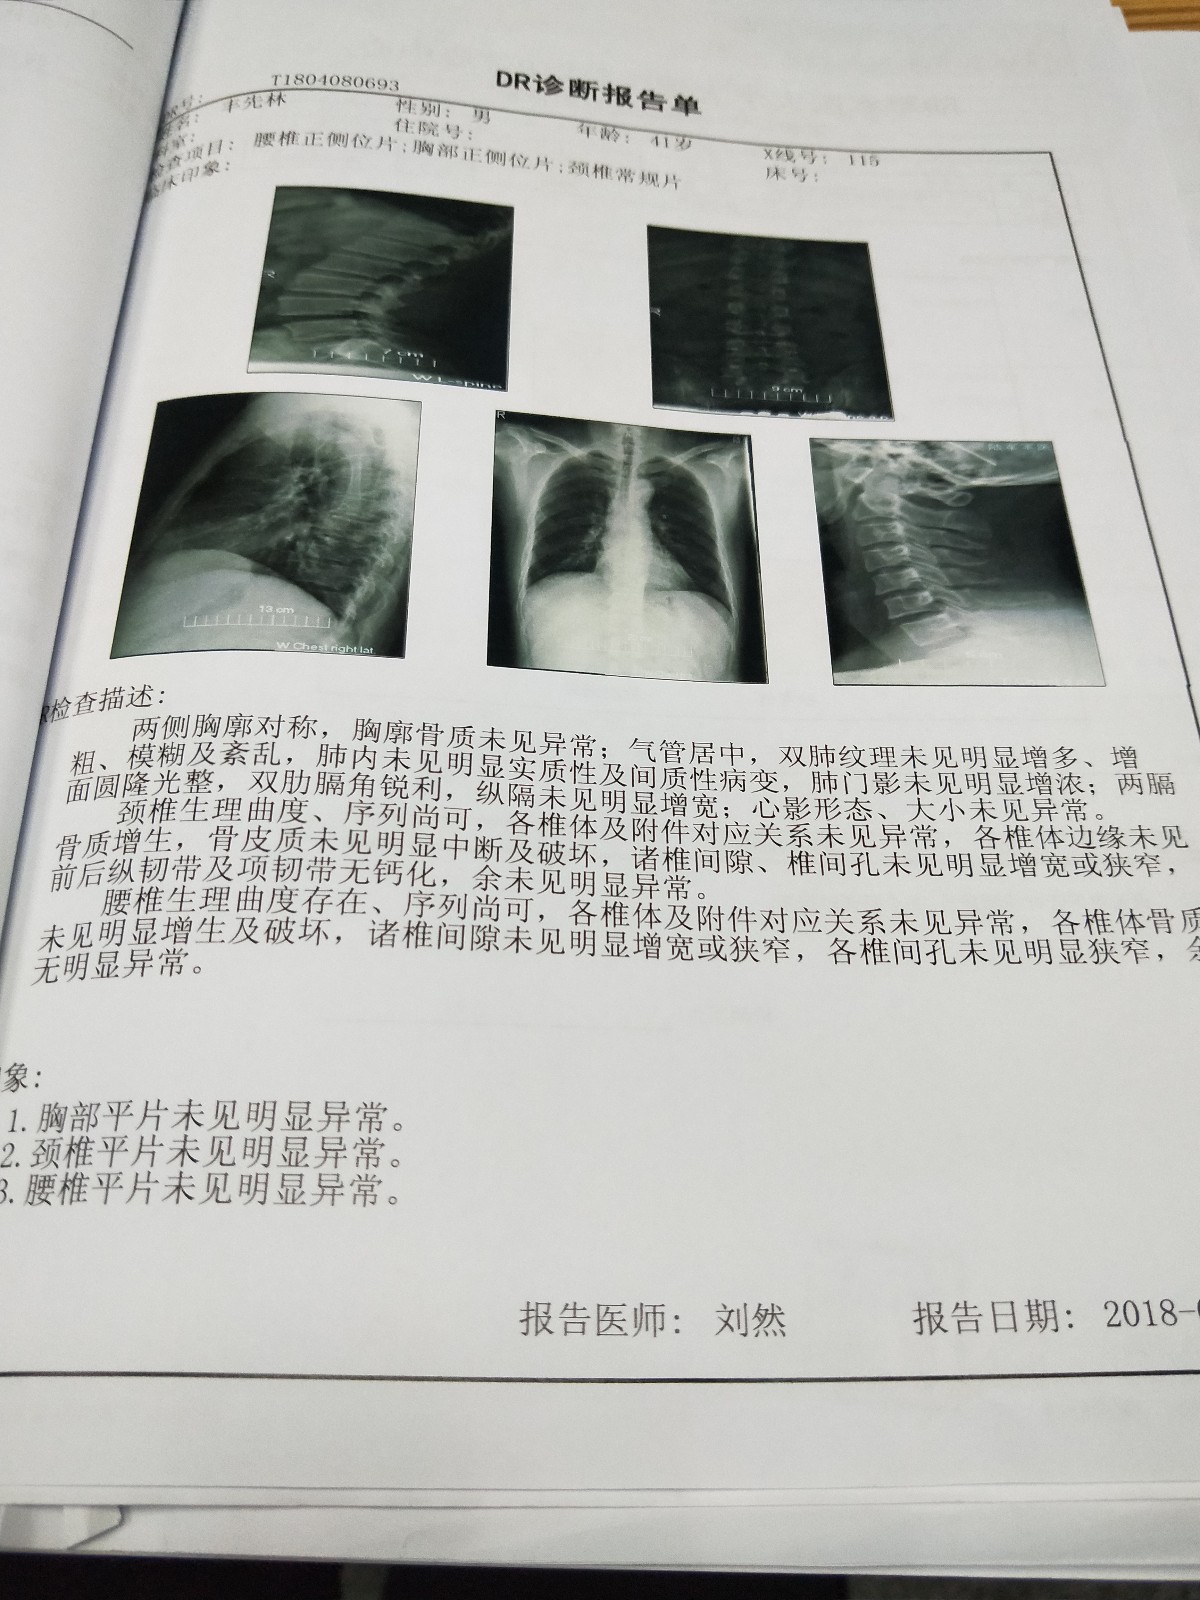 DR诊断报告单
T1804080693
性别：男
年龄：41岁
X线号：115
先林
住院号：
床号：
检查项目：腰椎正侧位片；胸部正侧位片；颈椎常规片
床印象：
R
7 cm
W L-spine
R
9 cm
13 cm
W Chest right lat.
R
检查描述：
两侧胸廓对称，胸廓骨质未见异常；气管居中，双肺纹理未见明显增多、增
粗、模糊及紊乱，肺内未见明显实质性及间质性病变，肺门影未见明显增浓；两膈
面圆隆光整，双肋膈角锐利，纵隔未见明显增宽；心影形态、大小未见异常。
颈椎生理曲度、序列尚可，各椎体及附件对应关系未见异常，各椎体边缘未见
骨质增生，骨皮质未见明显中断及破坏，诸椎间隙、椎间孔未见明显增宽或狭窄，
前后纵韧带及项韧带无钙化，余未见明显异常。
腰椎生理曲度存在、序列尚可，各椎体及附件对应关系未见异常，各椎体骨质
未见明显增生及破坏，诸椎间隙未见明显增宽或狭窄，各椎间孔未见明显狭窄，余
无明显异常。
象：
1.胸部平片未见明显异常。
2.颈椎平片未见明显异常。
3.腰椎平片未见明显异常。
报告医师：刘然
报告日期：2018-